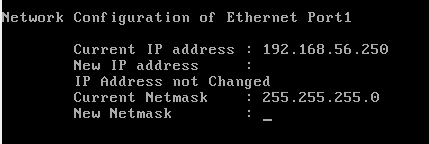 Network Configuration of Ethernet Port1
Current IP address : 192.168.56.250
New IP address :
IP Address not Changed
Current Netmask : 255.255.255.0
New Netmask : _